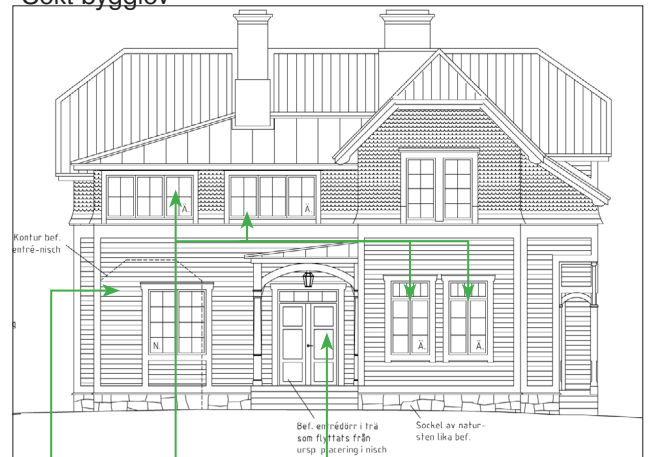 Sökt bygglov
Ä.
Ä.
Kontur bef.
entré-nisch
N.
Ä.
Ä.
Bef. entrédörr i trä
som flyttats från
ursp. placering i nisch
Sockel av natur-
sten lika bef.